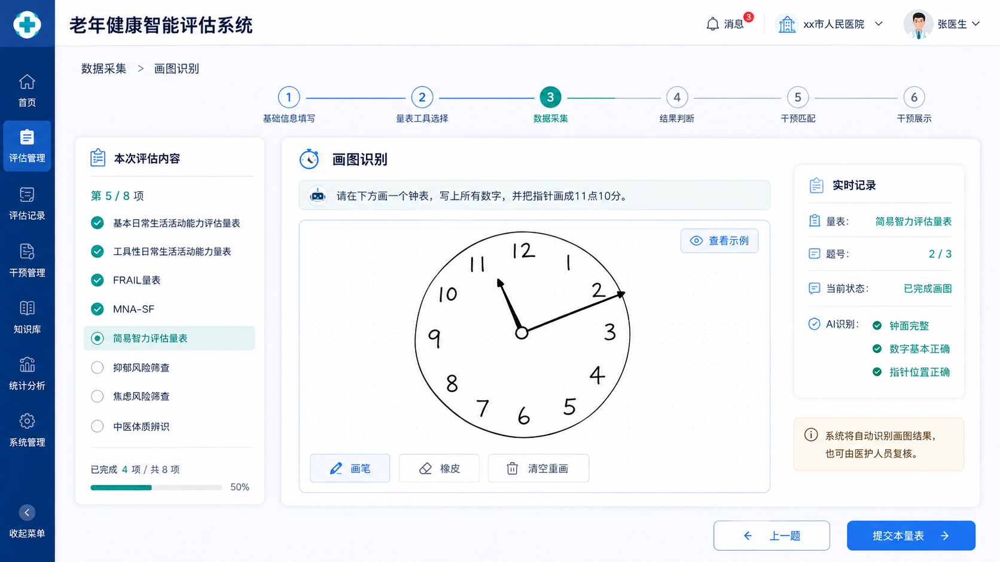 老年健康智能评估系统
消息 3
xx市人民医院
张医生
首页
评估管理
评估记录
干预管理
知识库
统计分析
系统管理
收起菜单
数据采集 > 画图识别
1 2 3 4 5 6
基础信息填写 量表工具选择 数据采集 结果判断 干预匹配 干预展示
本次评估内容
第 5 / 8 项
基本日常生活活动能力评估量表
工具性日常生活活动能力量表
FRAIL量表
MNA-SF
简易智力评估量表
抑郁风险筛查
焦虑风险筛查
中医体质辨识
已完成 4 项 / 共 8 项
50%
画图识别
请在下方画一个钟表，写上所有数字，并把指针画成11点10分。
查看示例
12
11 1
10 2
9 3
8 4
7 5
6
画笔 橡皮 清空重画
实时记录
量表： 简易智力评估量表
题号： 2 / 3
当前状态： 已完成画图
AI识别： 钟面完整
数字基本正确
指针位置正确
系统将自动识别画图结果，
也可由医护人员复核。
上一题
提交本量表